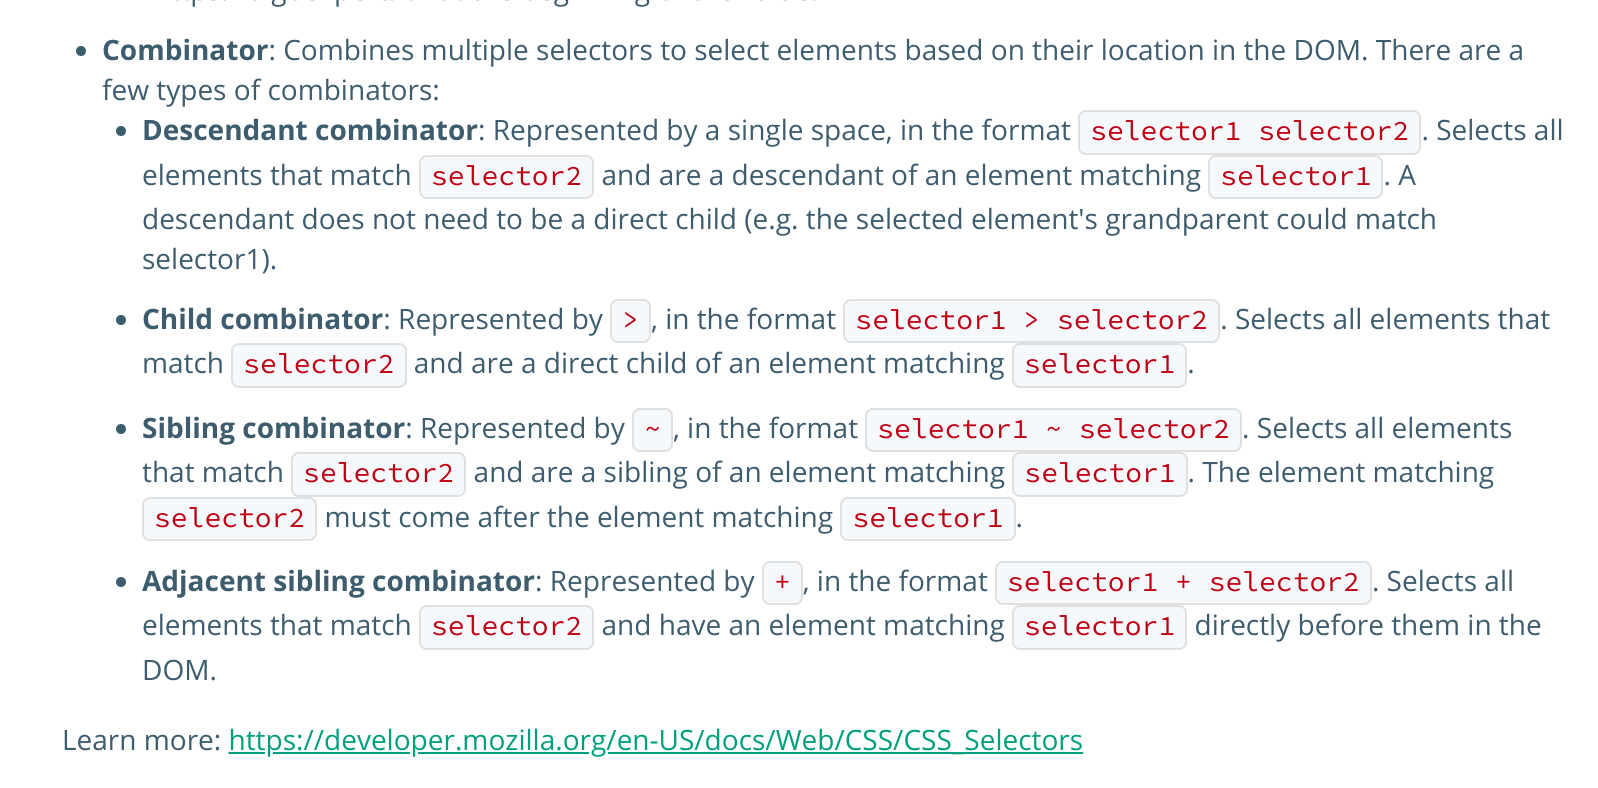 • Combinator: Combines multiple selectors to select elements based on their location in the DOM. There are a
few types of combinators:
• Descendant combinator: Represented by a single space, in the format selector1 selector2. Selects all
elements that match selector2 and are a descendant of an element matching selector1. A
descendant does not need to be a direct child (e.g. the selected element's grandparent could match
selector1).
• Child combinator: Represented by >, in the format selector1 > selector2. Selects all elements that
match selector2 and are a direct child of an element matching selector1.
• Sibling combinator: Represented by ~, in the format selector1 ~ selector2. Selects all elements
that match selector2 and are a sibling of an element matching selector1. The element matching
selector2 must come after the element matching selector1.
• Adjacent sibling combinator: Represented by +, in the format selector1 + selector2. Selects all
elements that match selector2 and have an element matching selector1 directly before them in the
DOM.
Learn more: https://developer.mozilla.org/en-US/docs/Web/CSS/CSS_Selectors